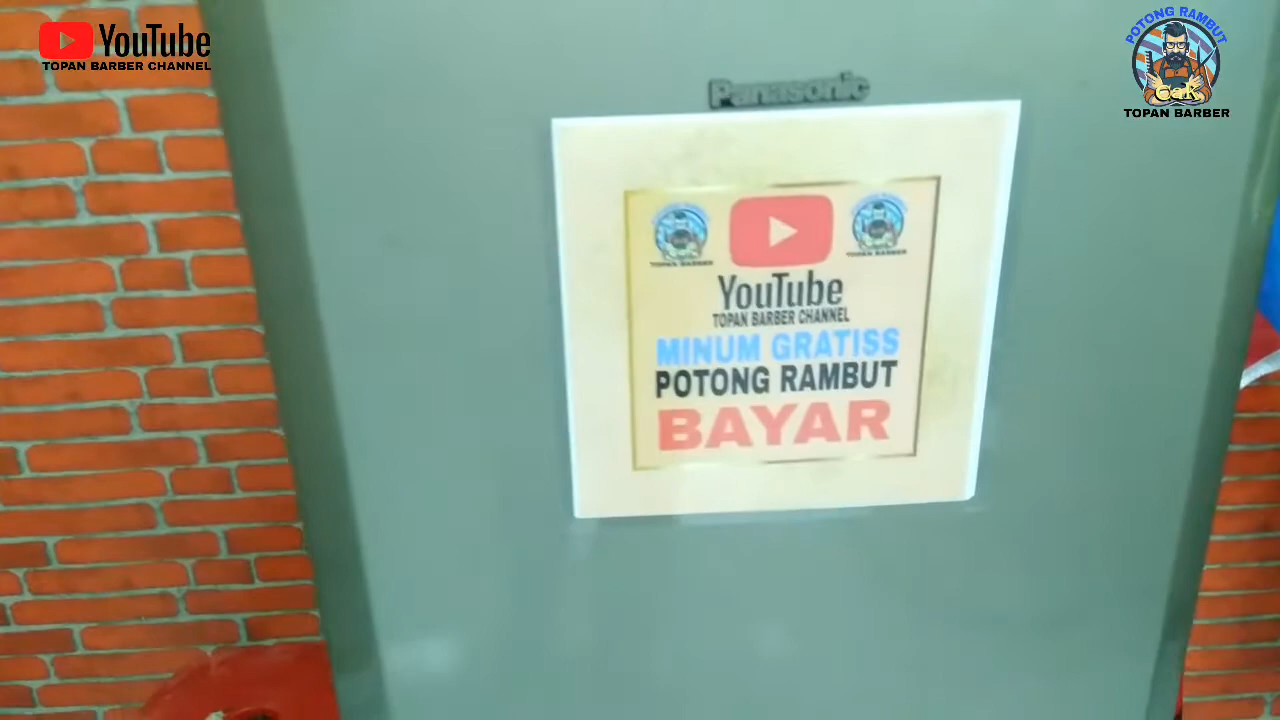 YouTube
TOPAN BARBER CHANNEL
POTONG RAMBUT
TOPAN BARBER
Panasonic
TOPAN BARBER
TOPAN BARBER
YouTube
TOPAN BARBER CHANNEL
MINUM GRATISS
POTONG RAMBUT
BAYAR